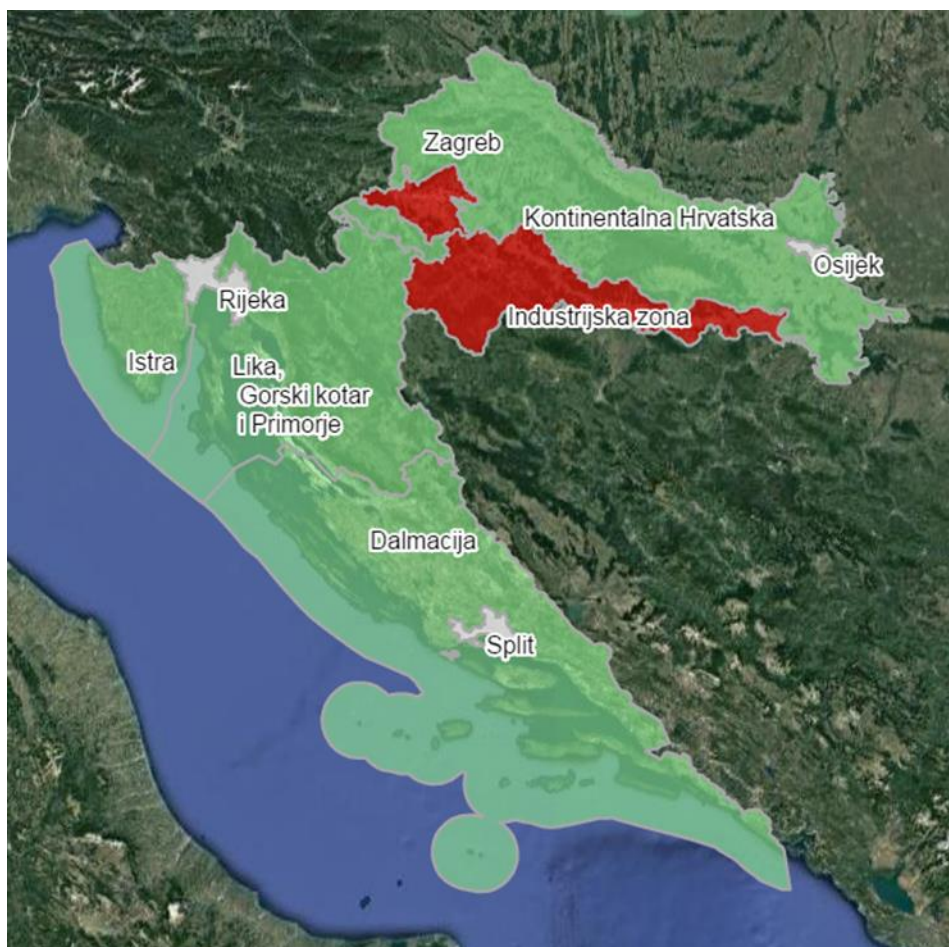 Zagreb
Kontinentalna Hrvatska
Osijek
Rijeka
Industrijska zona
Istra
Lika,
Gorski kotar
i Primorje
Dalmacija
Split